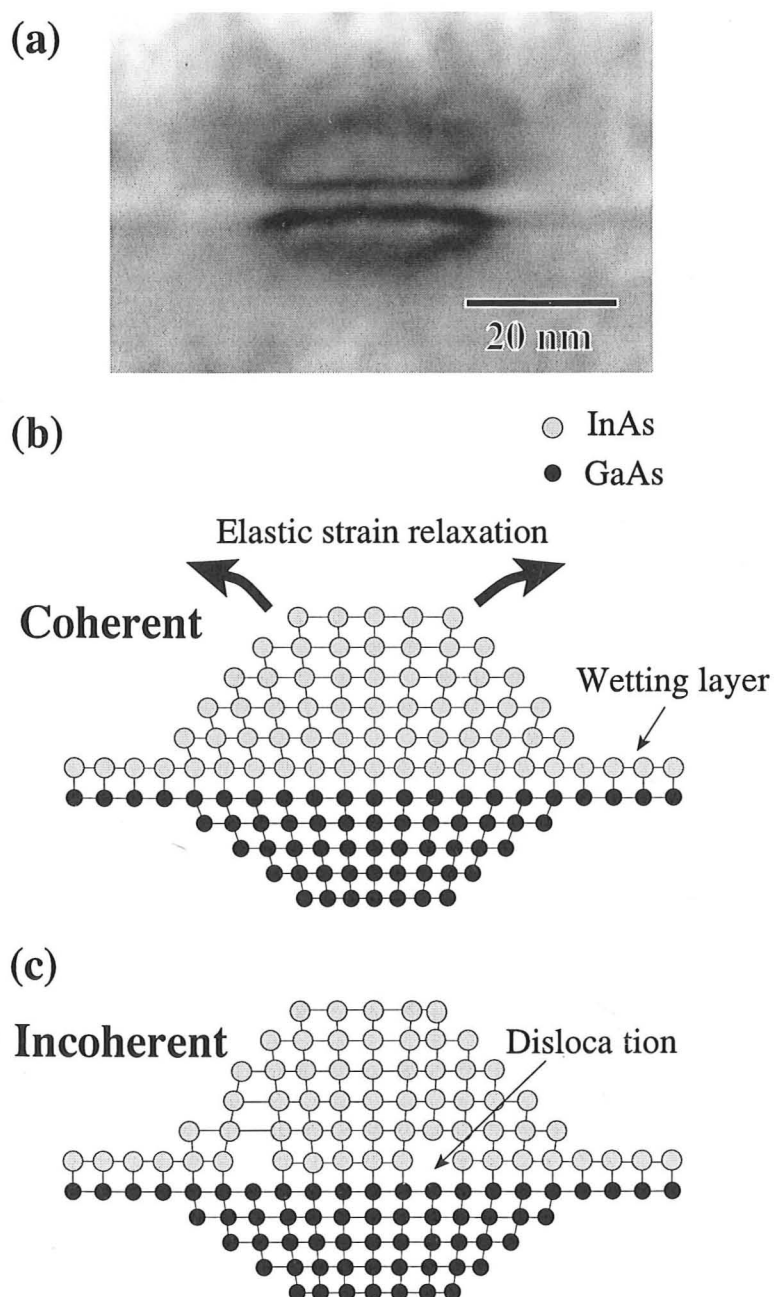 (a)
20 nm
(b)
InAs
GaAs
Elastic strain relaxation
Coherent
Wetting layer
(c)
Incoherent
Disloca tion